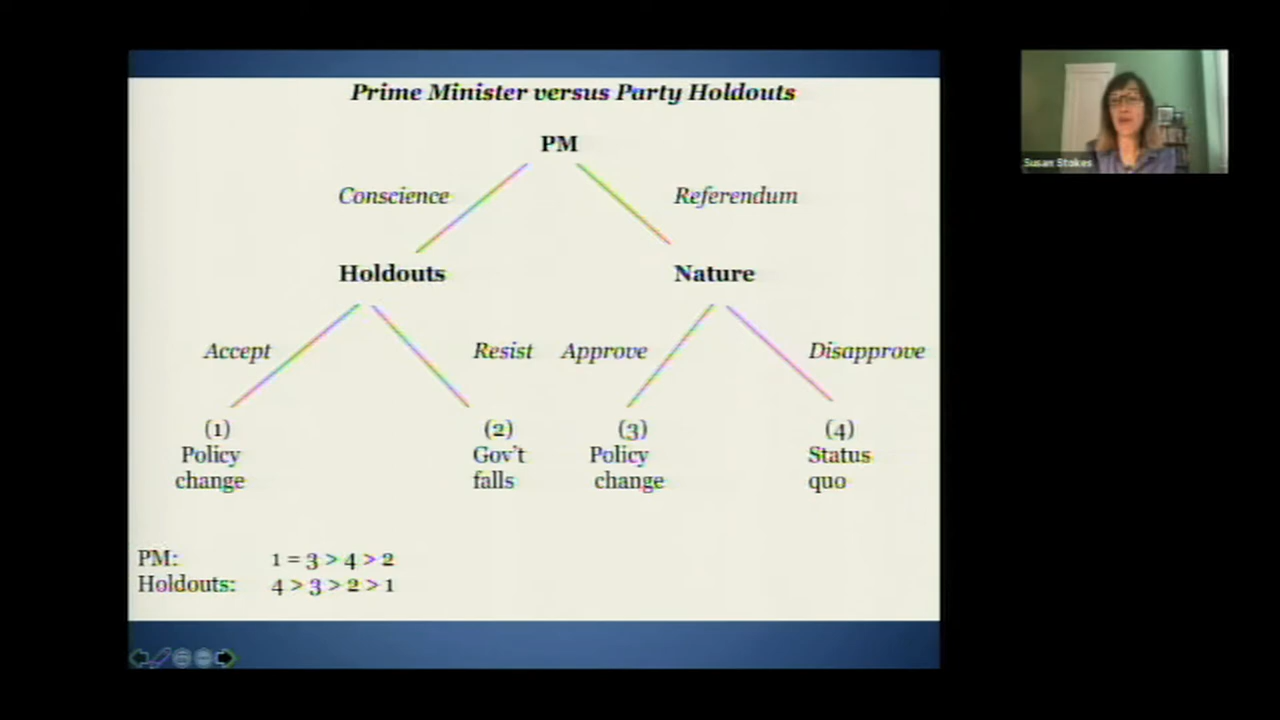 Prime Minister versus Party Holdouts
PM
Conscience
Referendum
Holdouts
Nature
Accept
Resist
Approve
Disapprove
(1)
Policy
change
(2)
Gov't
falls
(3)
Policy
change
(4)
Status
quo
PM: 1 = 3 > 4 > 2
Holdouts: 4 > 3 > 2 > 1
Susan Stokes